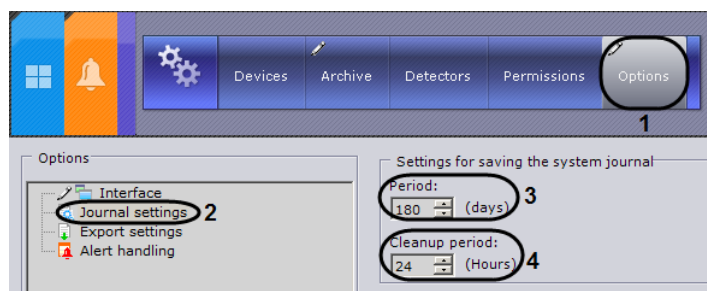 Devices Archive Detectors Permissions Options
1
Options
Settings for saving the system journal
Interface
Period:
Journal settings 2
180 (days) 3
Export settings
Cleanup period:
Alert handling
24 (Hours) 4